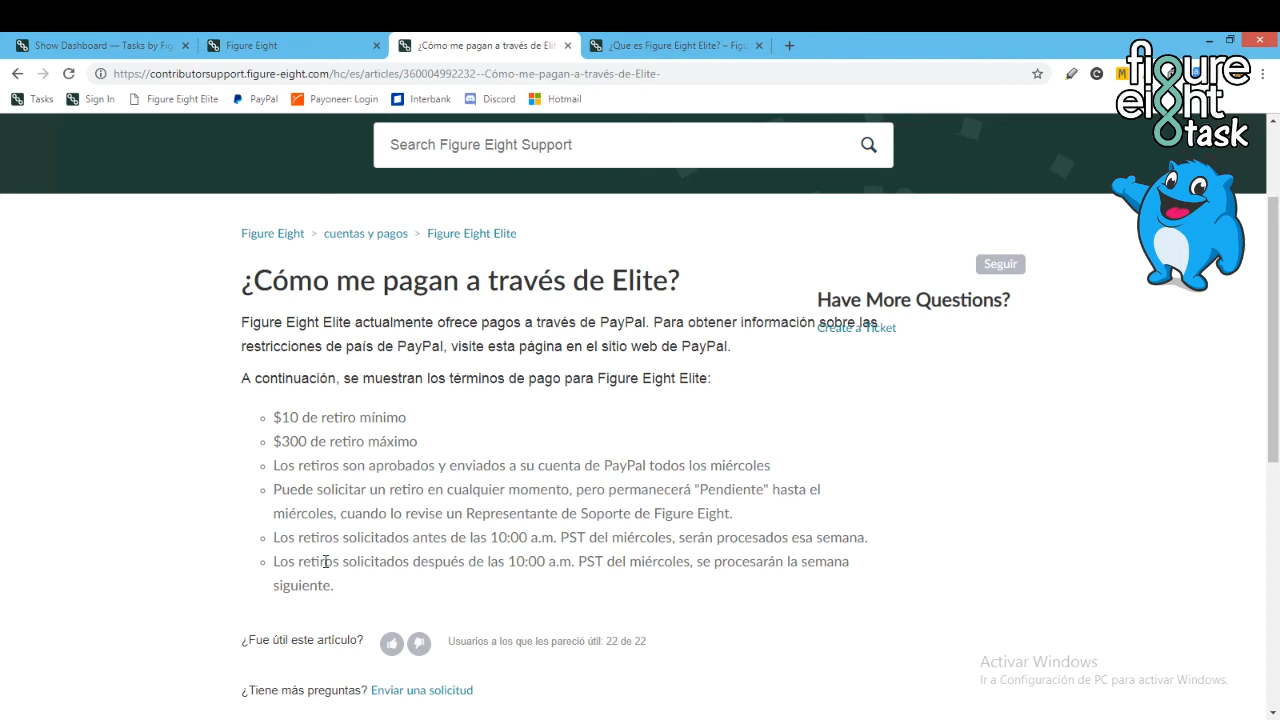 Show Dashboard — Tasks by Fig
Figure Eight
¿Cómo me pagan a través de Elit
¿Que es Figure Eight Elite? – Figu
https://contributorsupport.figure-eight.com/hc/es/articles/360004992232--Cómo-me-pagan-a-través-de-Elite-
Tasks
Sign In
Figure Eight Elite
PayPal
Payoneer: Login
Interbank
Discord
Hotmail
figure
eight
task
Search Figure Eight Support
Figure Eight > cuentas y pagos > Figure Eight Elite
Seguir
¿Cómo me pagan a través de Elite?
Have More Questions?
Create a Ticket
Figure Eight Elite actualmente ofrece pagos a través de PayPal. Para obtener información sobre las
restricciones de país de PayPal, visite esta página en el sitio web de PayPal.
A continuación, se muestran los términos de pago para Figure Eight Elite:
$10 de retiro mínimo
$300 de retiro máximo
Los retiros son aprobados y enviados a su cuenta de PayPal todos los miércoles
Puede solicitar un retiro en cualquier momento, pero permanecerá "Pendiente" hasta el
miércoles, cuando lo revise un Representante de Soporte de Figure Eight.
Los retiros solicitados antes de las 10:00 a.m. PST del miércoles, serán procesados esa semana.
Los retiros solicitados después de las 10:00 a.m. PST del miércoles, se procesarán la semana
siguiente.
¿Fue útil este artículo?
Usuarios a los que les pareció útil: 22 de 22
¿Tiene más preguntas? Enviar una solicitud
Activar Windows
Ir a Configuración de PC para activar Windows.